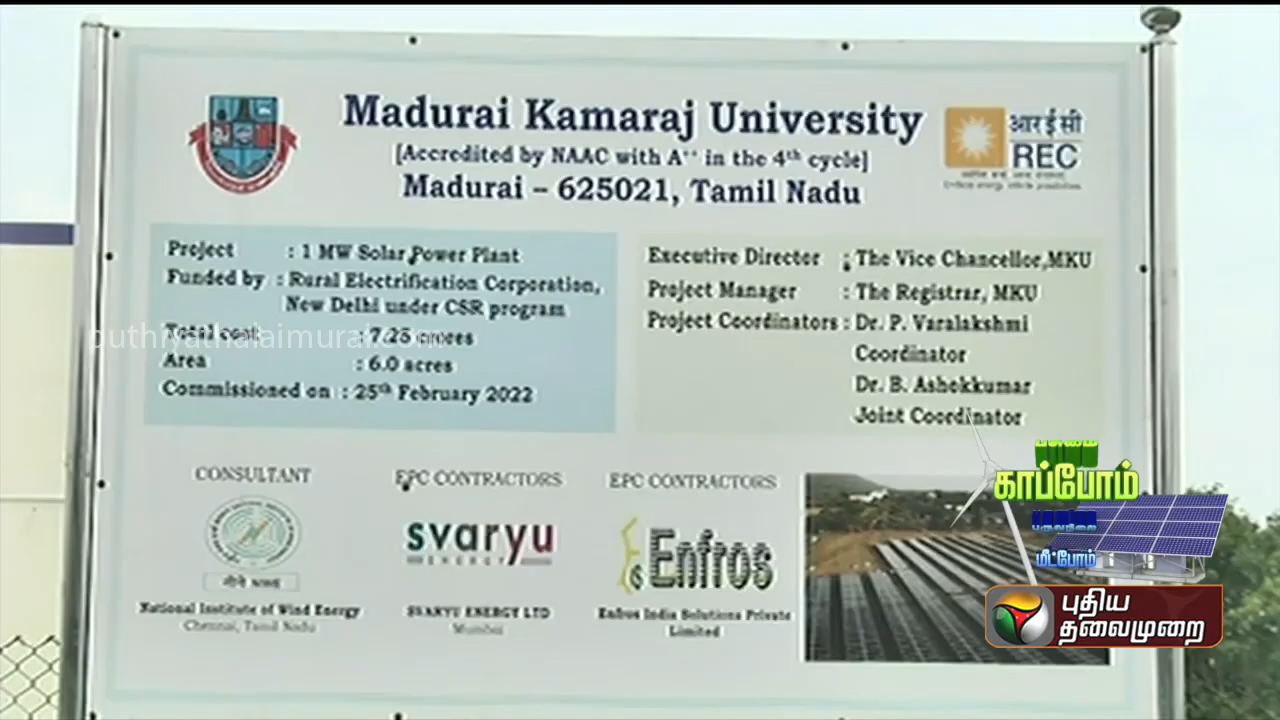 Madurai Kamaraj University
[Accredited by NAAC with A++ in the 4th cycle]
Madurai – 625021, Tamil Nadu
आर ई सी
REC
Project : 1 MW Solar Power Plant
Funded by : Rural Electrification Corporation,
New Delhi under CSR program
Total cost : 7.25 crores
Area : 6.0 acres
Commissioned on : 25th February 2022
puthiyathalaimurai.com
Executive Director : The Vice Chancellor, MKU
Project Manager : The Registrar, MKU
Project Coordinators : Dr. P. Varalakshmi
Coordinator
Dr. B. Ashokkumar
Joint Coordinator
CONSULTANT
National Institute of Wind Energy
Chennai, Tamil Nadu
EPC CONTRACTORS
svaryu
ENERGY
SVARYU ENERGY LTD
Mumbai
EPC CONTRACTORS
Enfros
Enfros India Solutions Private
Limited
காப்போம்
மீட்போம்
புதிய
தலைமுறை